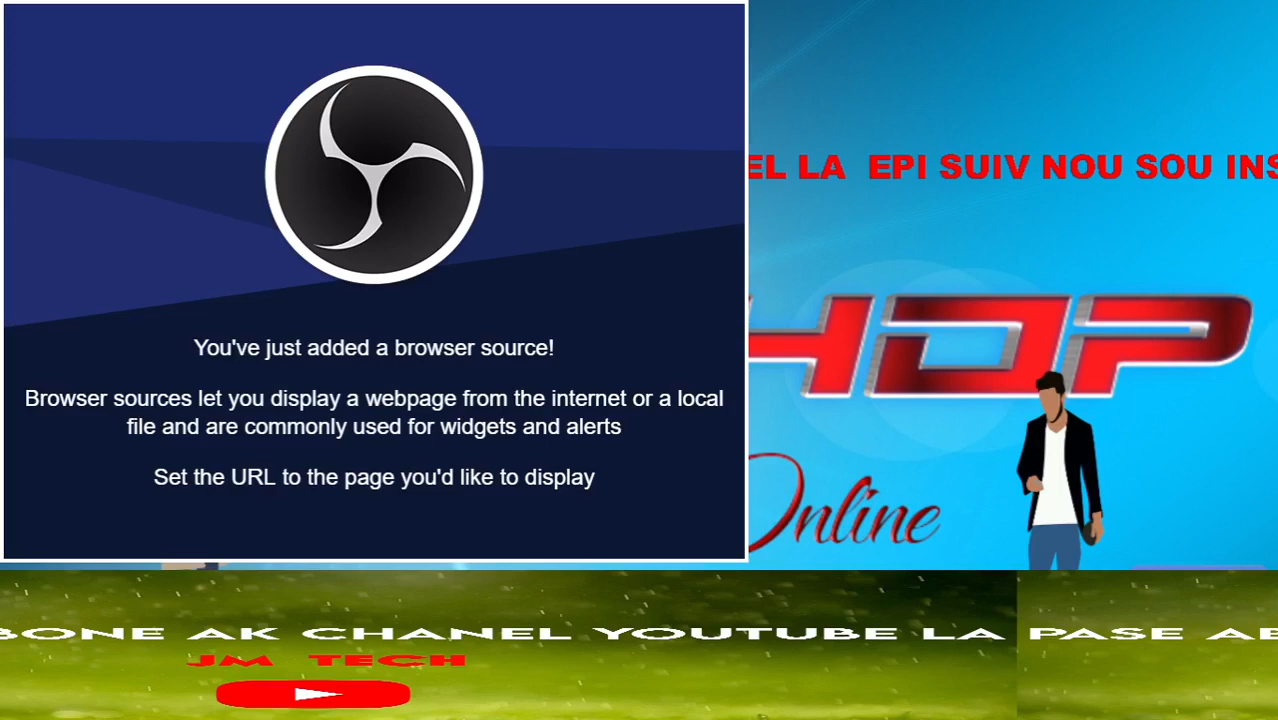 You've just added a browser source!
Browser sources let you display a webpage from the internet or a local
file and are commonly used for widgets and alerts
Set the URL to the page you'd like to display
EL LA EPI SUIV NOU SOU INS
HDP
Online
BONE AK CHANEL YOUTUBE LA PASE AB
JM TECH